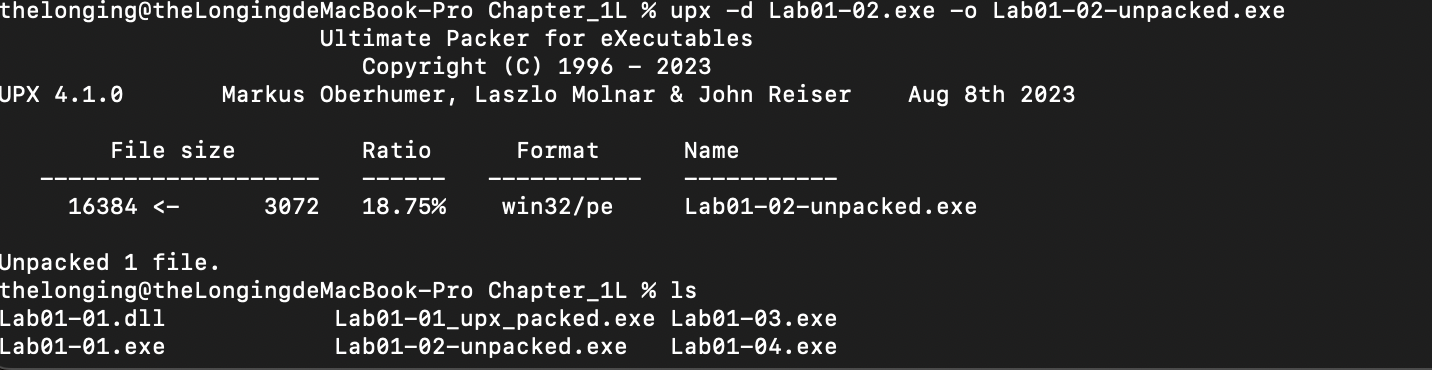 thelonging@theLongingdeMacBook-Pro Chapter_1L % upx -d Lab01-02.exe -o Lab01-02-unpacked.exe
Ultimate Packer for eXecutables
Copyright (C) 1996 - 2023
UPX 4.1.0 Markus Oberhumer, Laszlo Molnar & John Reiser Aug 8th 2023
File size Ratio Format Name
-------------------- ------ ----------- -----------
16384 <- 3072 18.75% win32/pe Lab01-02-unpacked.exe
Unpacked 1 file.
thelonging@theLongingdeMacBook-Pro Chapter_1L % ls
Lab01-01.dll Lab01-01_upx_packed.exe Lab01-03.exe
Lab01-01.exe Lab01-02-unpacked.exe Lab01-04.exe